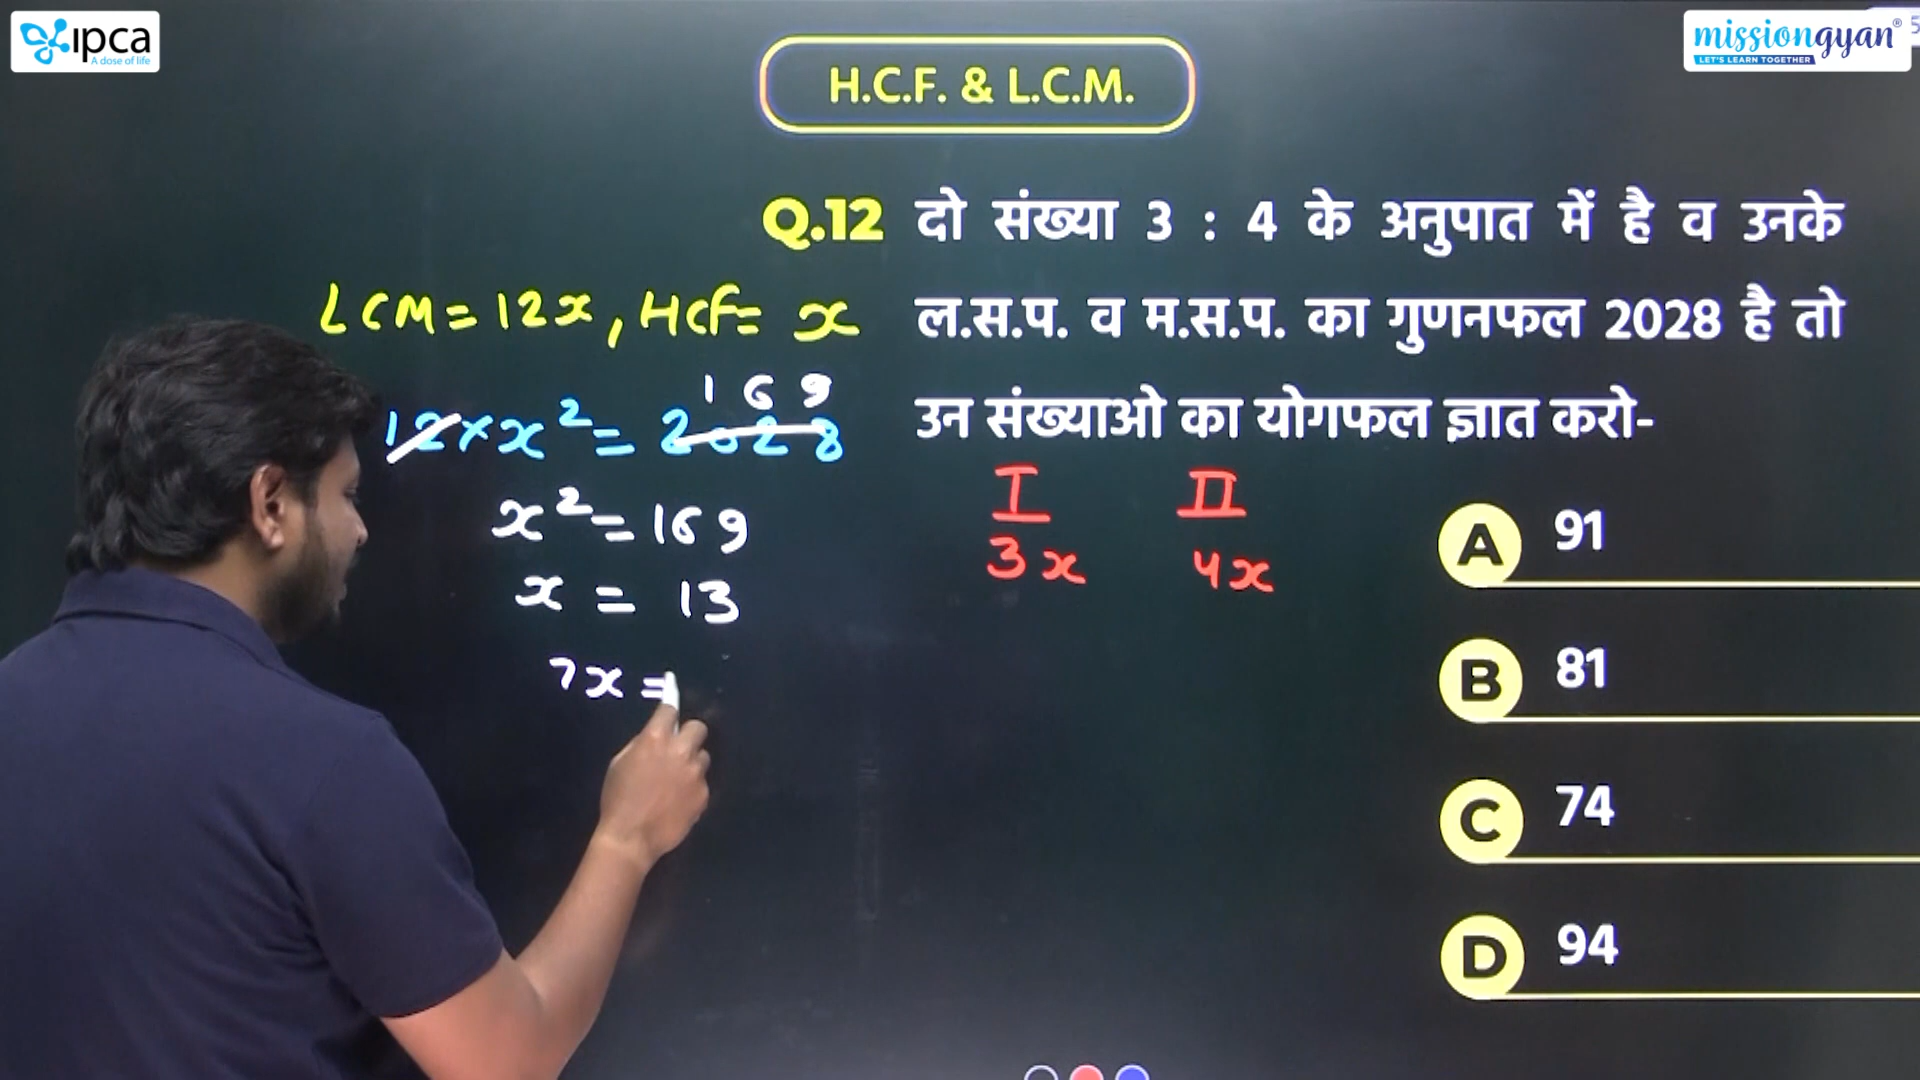 ipca
A dose of life
missiongyan®
LET'S LEARN TOGETHER
5
H.C.F. & L.C.M.
Q.12 दो संख्या 3 : 4 के अनुपात में है व उनके
ल.स.प. व म.स.प. का गुणनफल 2028 है तो
उन संख्याओ का योगफल ज्ञात करो-
LCM = 12x, HCF = x
169
12 × x² = 2028
x² = 169
x = 13
7x =
I II
3x 4x
A 91
B 81
C 74
D 94